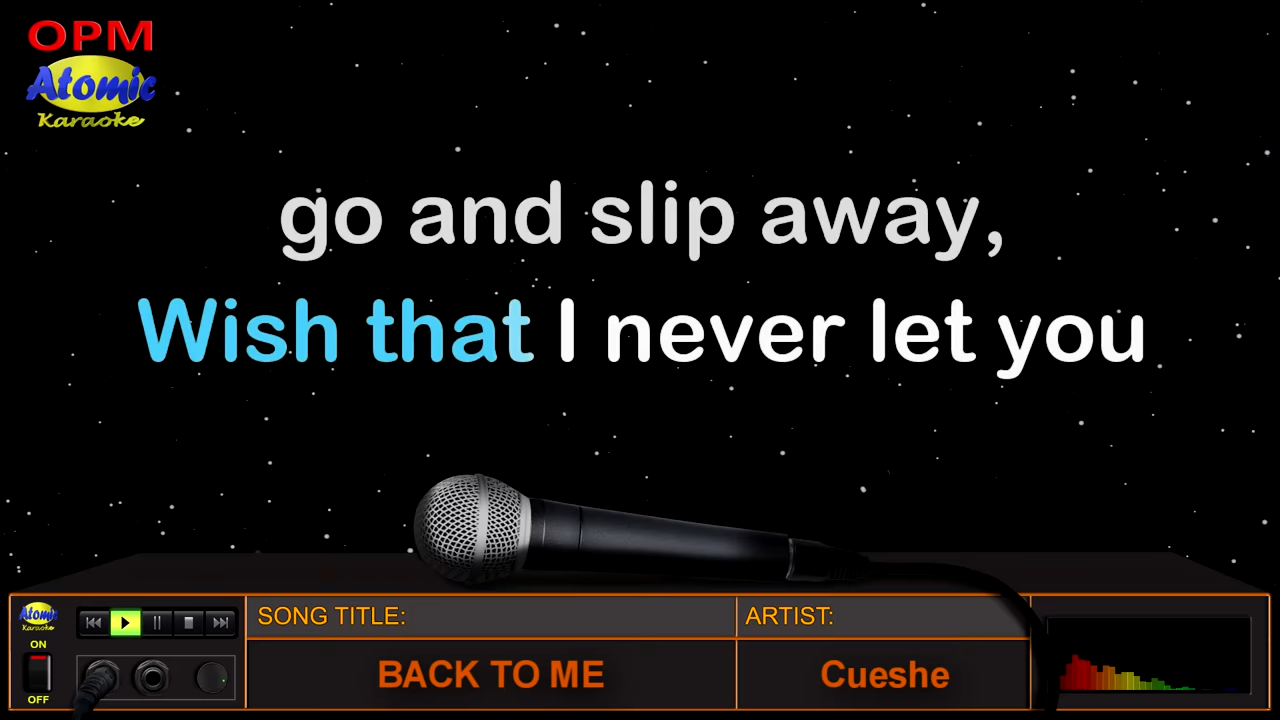 OPM
Atomic
Karaoke
go and slip away,
Wish that I never let you
Atomic
Karaoke
ON
OFF
SONG TITLE:
BACK TO ME
ARTIST:
Cueshe